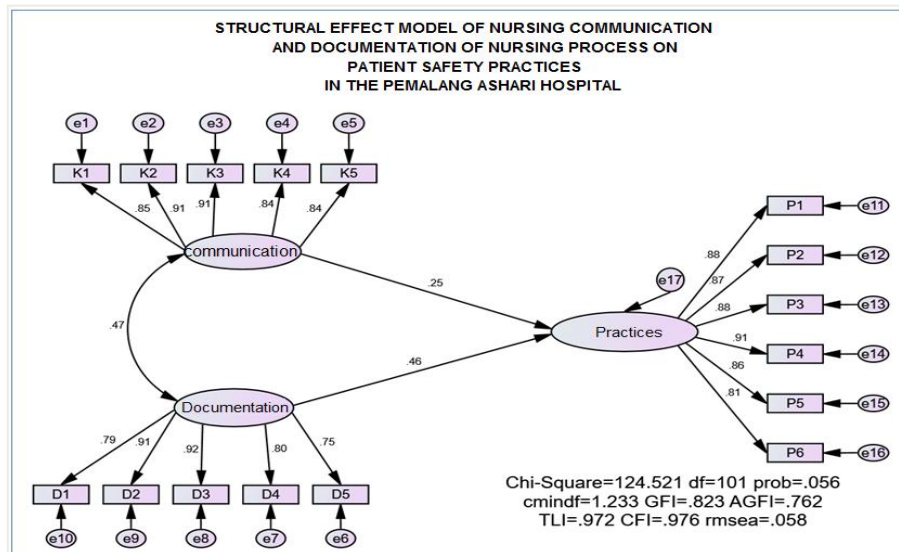 STRUCTURAL EFFECT MODEL OF NURSING COMMUNICATION
AND DOCUMENTATION OF NURSING PROCESS ON
PATIENT SAFETY PRACTICES
IN THE PEMALANG ASHARI HOSPITAL
e1 e2 e3 e4 e5
K1 K2 K3 K4 K5
.85 .91 .91 .84 .84
communication
.47
.25
.46
Documentation
.79 .91 .92 .80 .75
D1 D2 D3 D4 D5
e10 e9 e8 e7 e6
e17
Practices
.88 P1 e11
.87 P2 e12
.88 P3 e13
.91 P4 e14
.86 P5 e15
.81 P6 e16
Chi-Square=124.521 df=101 prob=.056
cmindf=1.233 GFI=.823 AGFI=.762
TLI=.972 CFI=.976 rmsea=.058